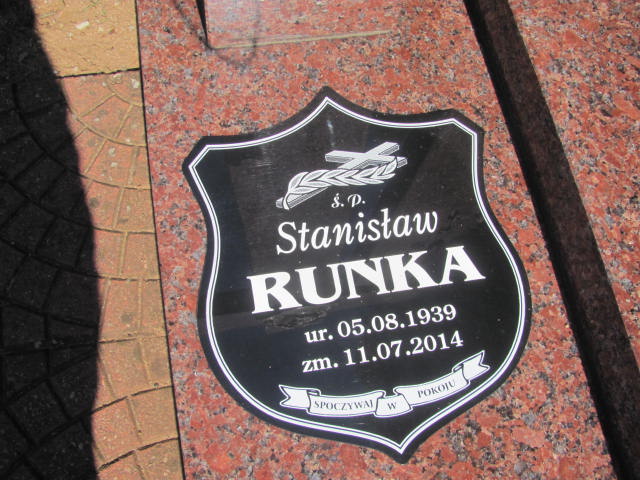 Ś. P.
Stanisław
RUNKA
ur. 05.08.1939
zm. 11.07.2014
SPOCZYWAJ W POKOJU